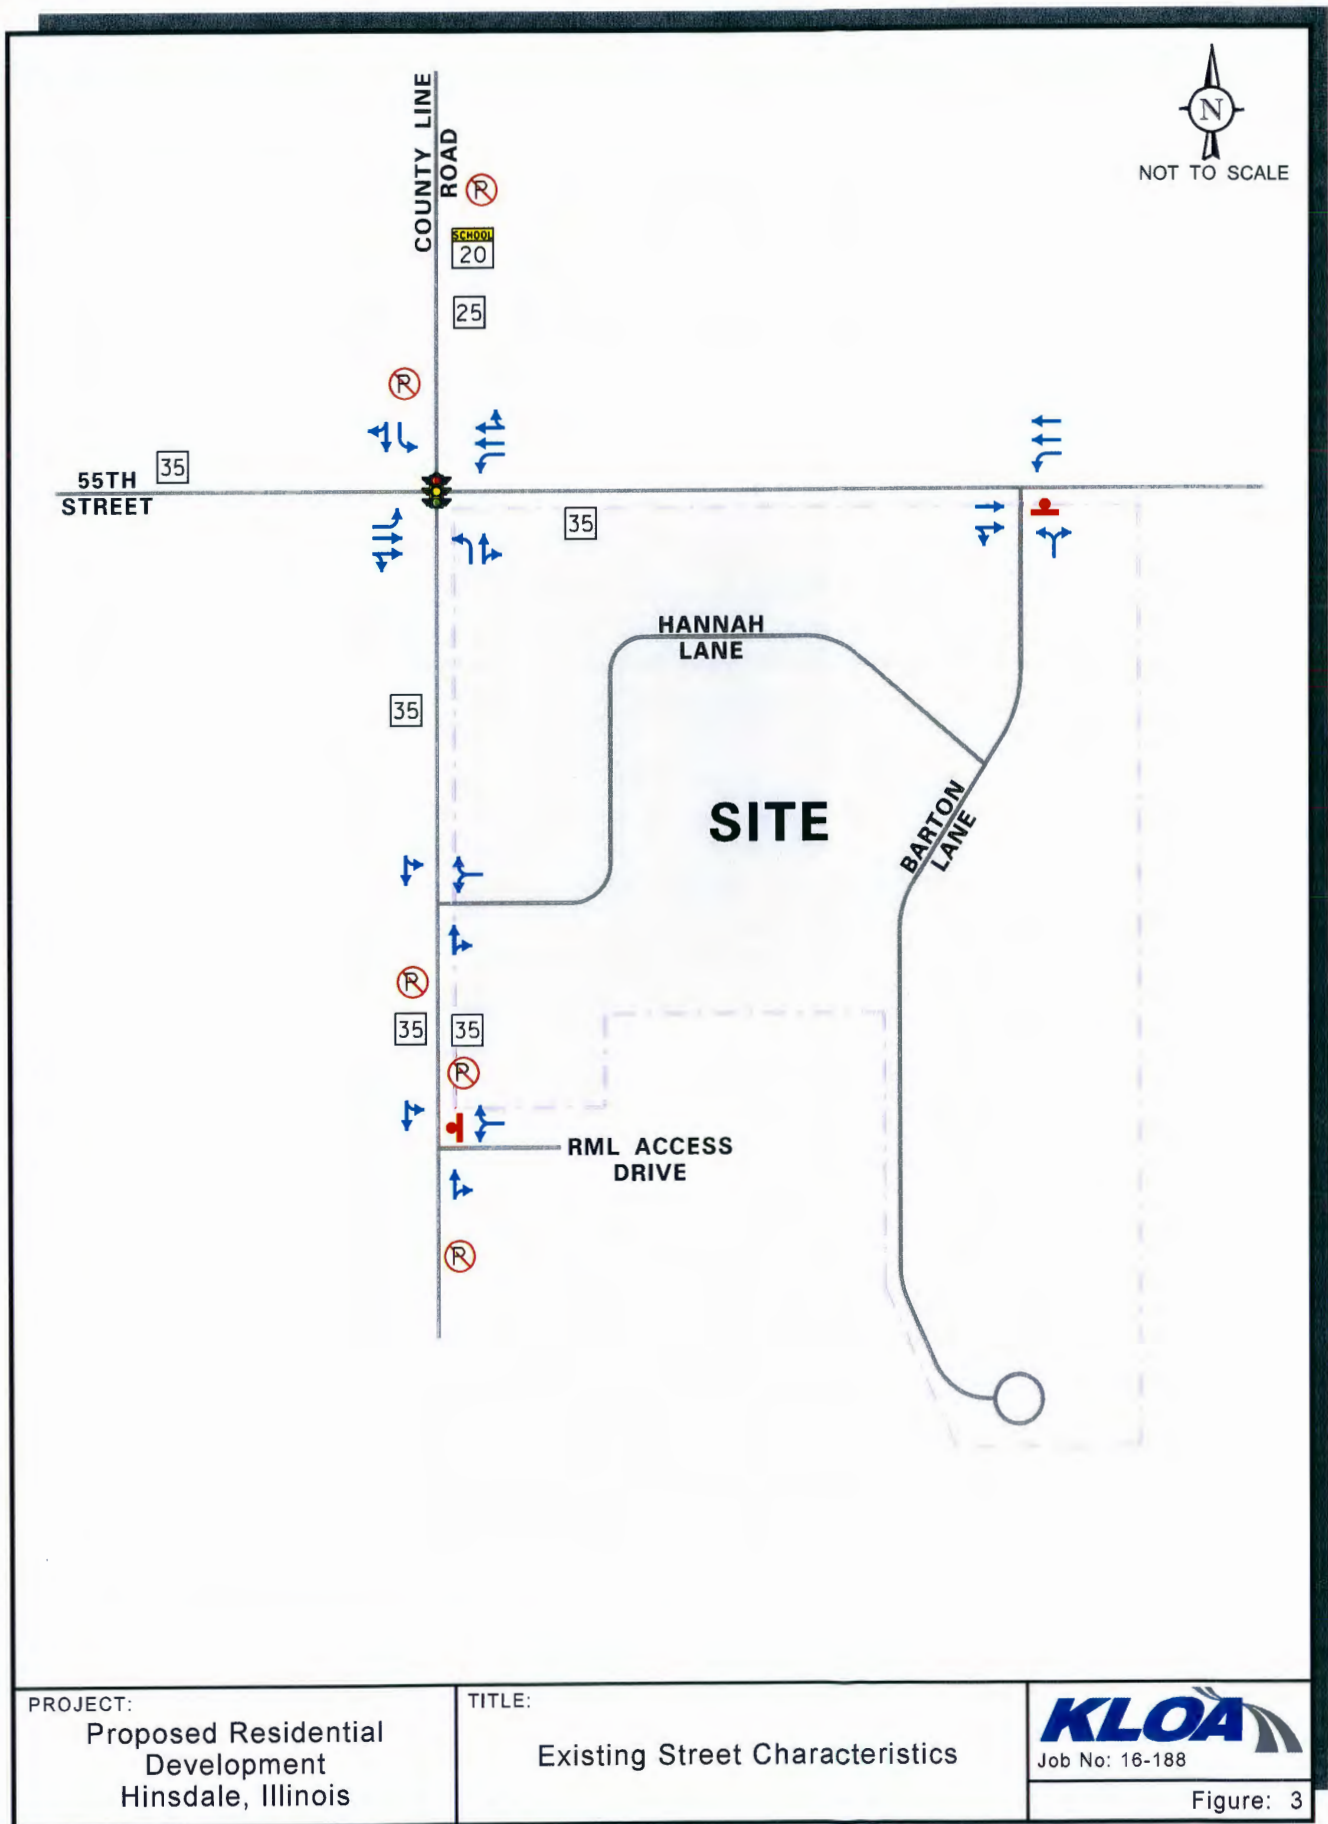 COUNTY LINE
ROAD
P
N
NOT TO SCALE
SCHOOL
20
25
P
55TH
STREET
35
35
HANNAH
LANE
35
SITE
BARTON
LANE
P
35
35
P
RML ACCESS
DRIVE
P
PROJECT:
Proposed Residential
Development
Hinsdale, Illinois
TITLE:
Existing Street Characteristics
KLOA
Job No: 16-188
Figure: 3